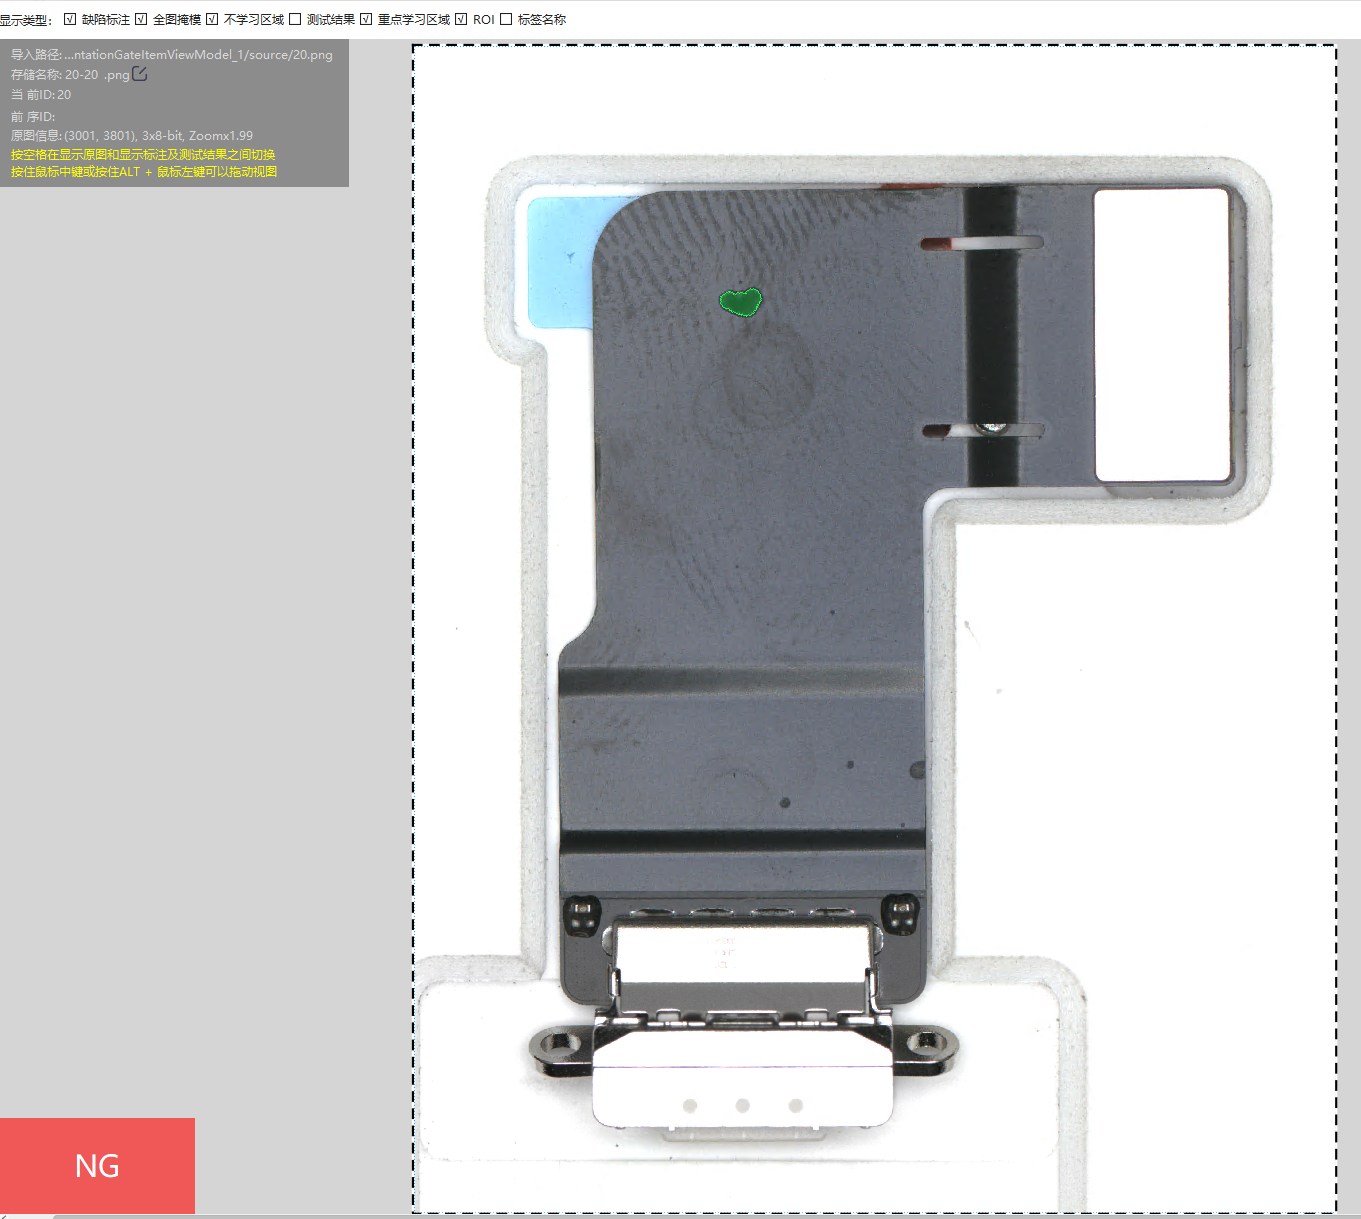 显示类型: ☑ 缺陷标注 ☑ 全图掩模 ☑ 不学习区域 ☐ 测试结果 ☑ 重点学习区域 ☑ ROI ☐ 标签名称
导入路径: ...ntationGateItemViewModel_1/source/20.png
存储名称: 20-20 .png
当 前ID: 20
前 序ID:
原图信息: (3001, 3801), 3x8-bit, Zoomx1.99
按空格在显示原图和显示标注及测试结果之间切换
按住鼠标中键或按住ALT + 鼠标左键可以拖动视图
NG